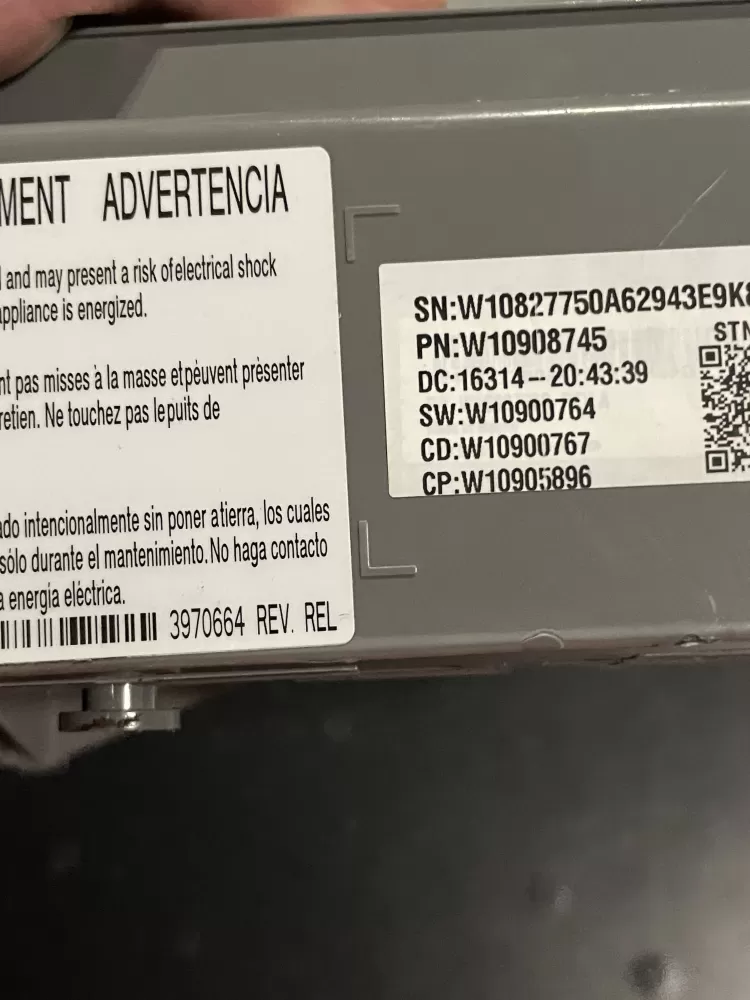 MENT ADVERTENCIA
and may present a risk of electrical shock
appliance is energized.
nt pas misses à la masse et pèuvent présenter
retien. Ne touchez pas le puits de
ado intencionalmente sin poner a tierra, los cuales
sólo durante el mantenimiento. No haga contacto
a energía eléctrica.
3970664 REV. REL
SN:W10827750A62943E9K8
PN:W10908745
STN
DC:16314--20:43:39
SW:W10900764
CD:W10900767
CP:W10905896